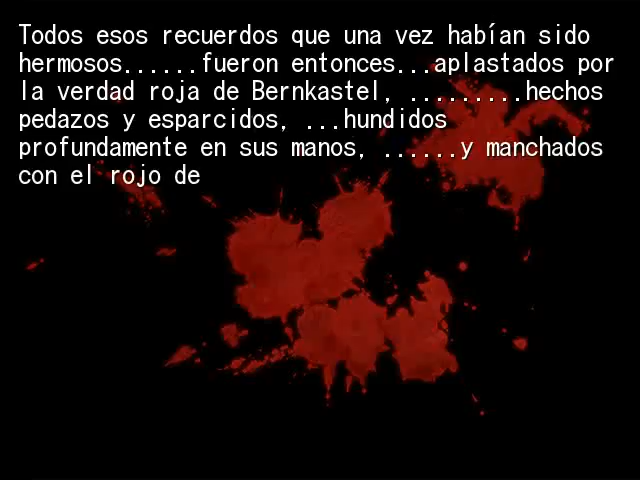 Todos esos recuerdos que una vez habían sido
hermosos......fueron entonces...aplastados por
la verdad roja de Bernkastel, .........hechos
pedazos y esparcidos, ...hundidos
profundamente en sus manos, ......y manchados
con el rojo de